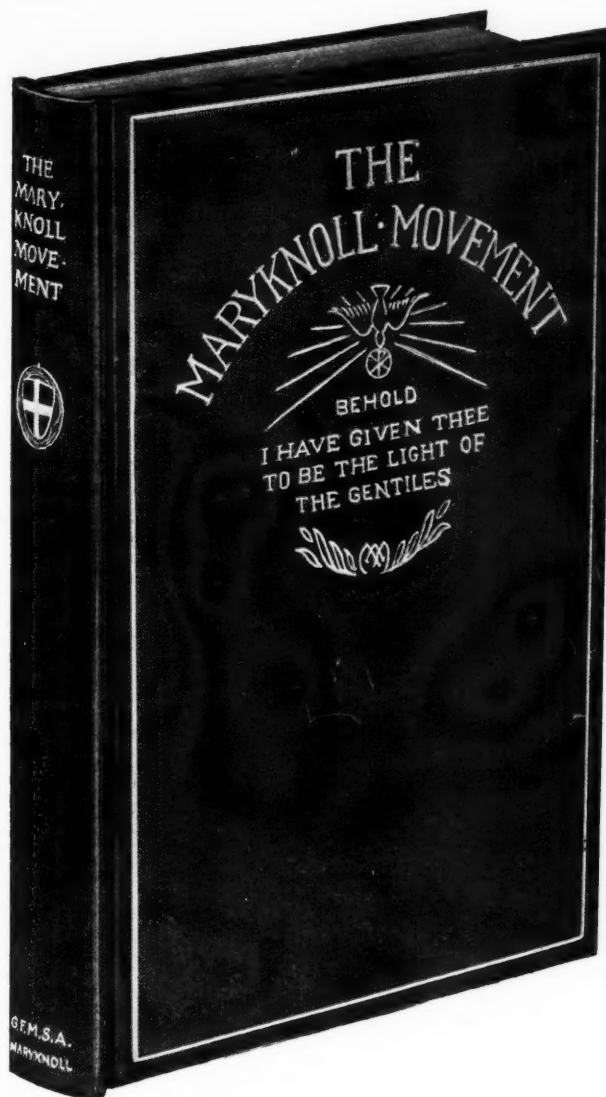 THE
MARY.
KNOLL
MOVE.
MENT
G.F.M.S.A.
MARYKNOLL
THE
MARYKNOLL·MOVEMENT
BEHOLD
I HAVE GIVEN THEE
TO BE THE LIGHT OF
THE GENTILES